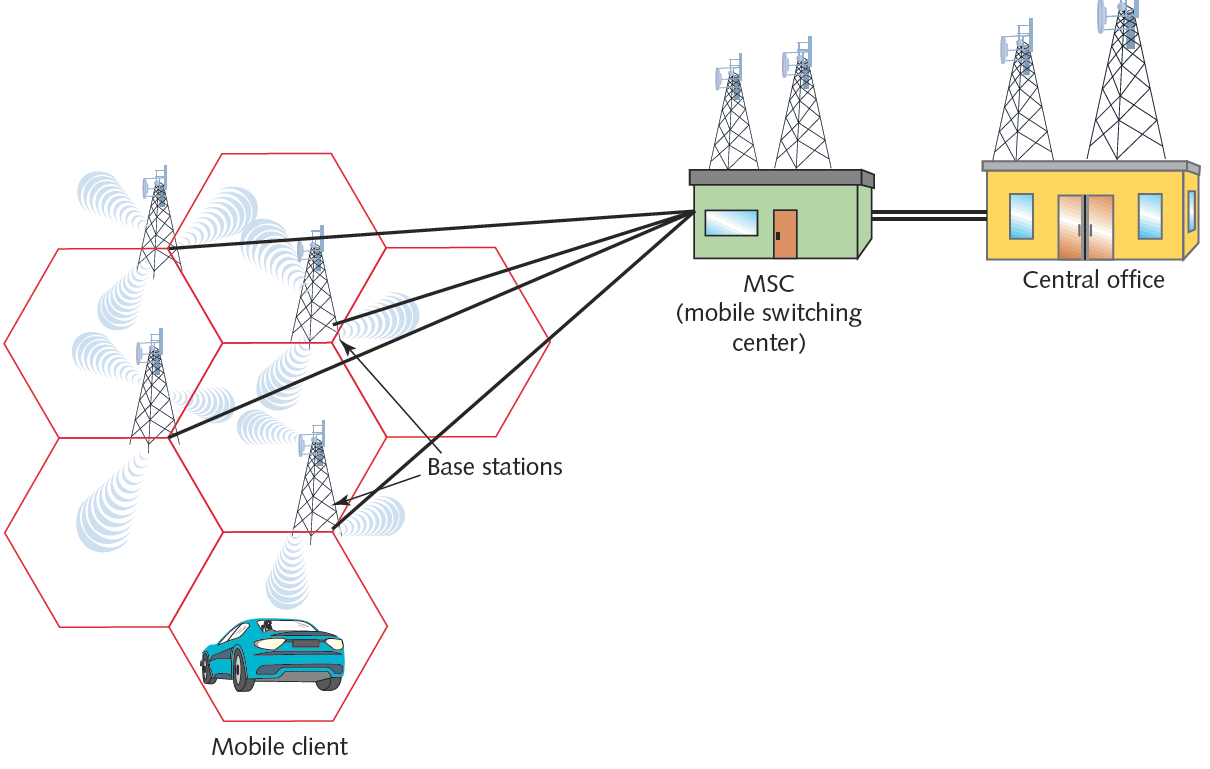 MSC
(mobile switching
center)
Central office
Base stations
Mobile client